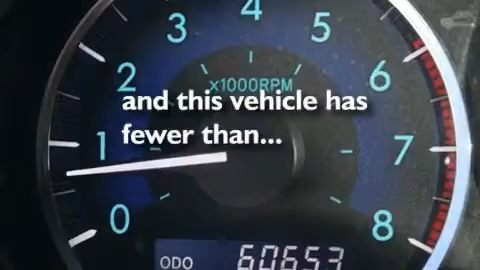 3
4
5
2
x1000RPM
6
and this vehicle has
fewer than...
1
7
0
8
ODO 60653